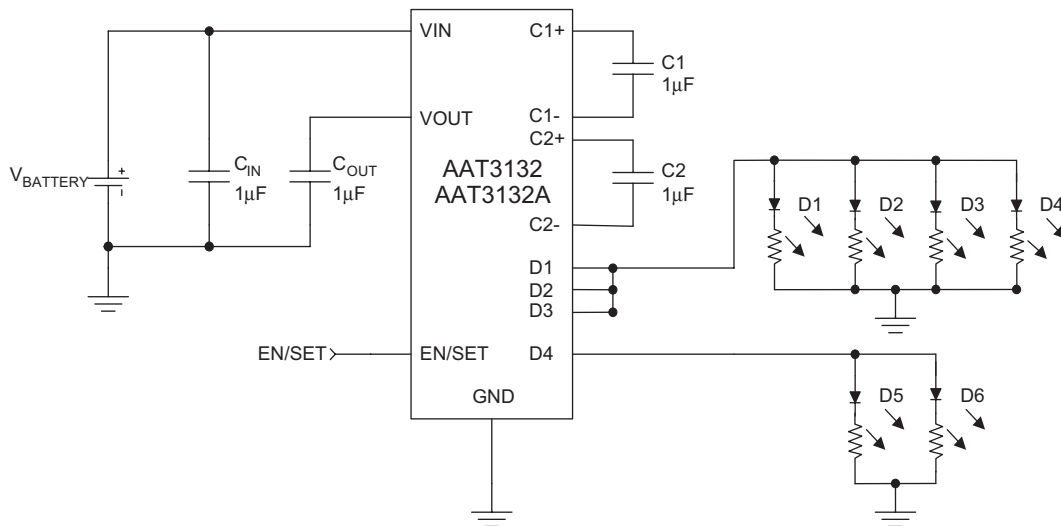 VIN
C1+
C1
1μF
C1-
VOUT
C2+
AAT3132
AAT3132A
C2
1μF
C2-
V_BATTERY
+
-
C_IN
1μF
C_OUT
1μF
D1
D2
D3
D4
D1
D2
D3
EN/SET
EN/SET
D4
GND
D5
D6